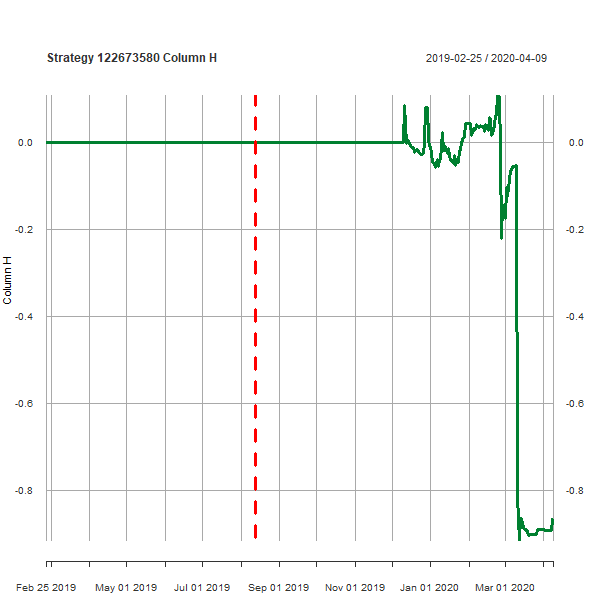 Strategy 122673580 Column H
2019-02-25 / 2020-04-09
Column H
0.0
-0.2
-0.4
-0.6
-0.8
0.0
-0.2
-0.4
-0.6
-0.8
Feb 25 2019
May 01 2019
Jul 01 2019
Sep 01 2019
Nov 01 2019
Jan 01 2020
Mar 01 2020